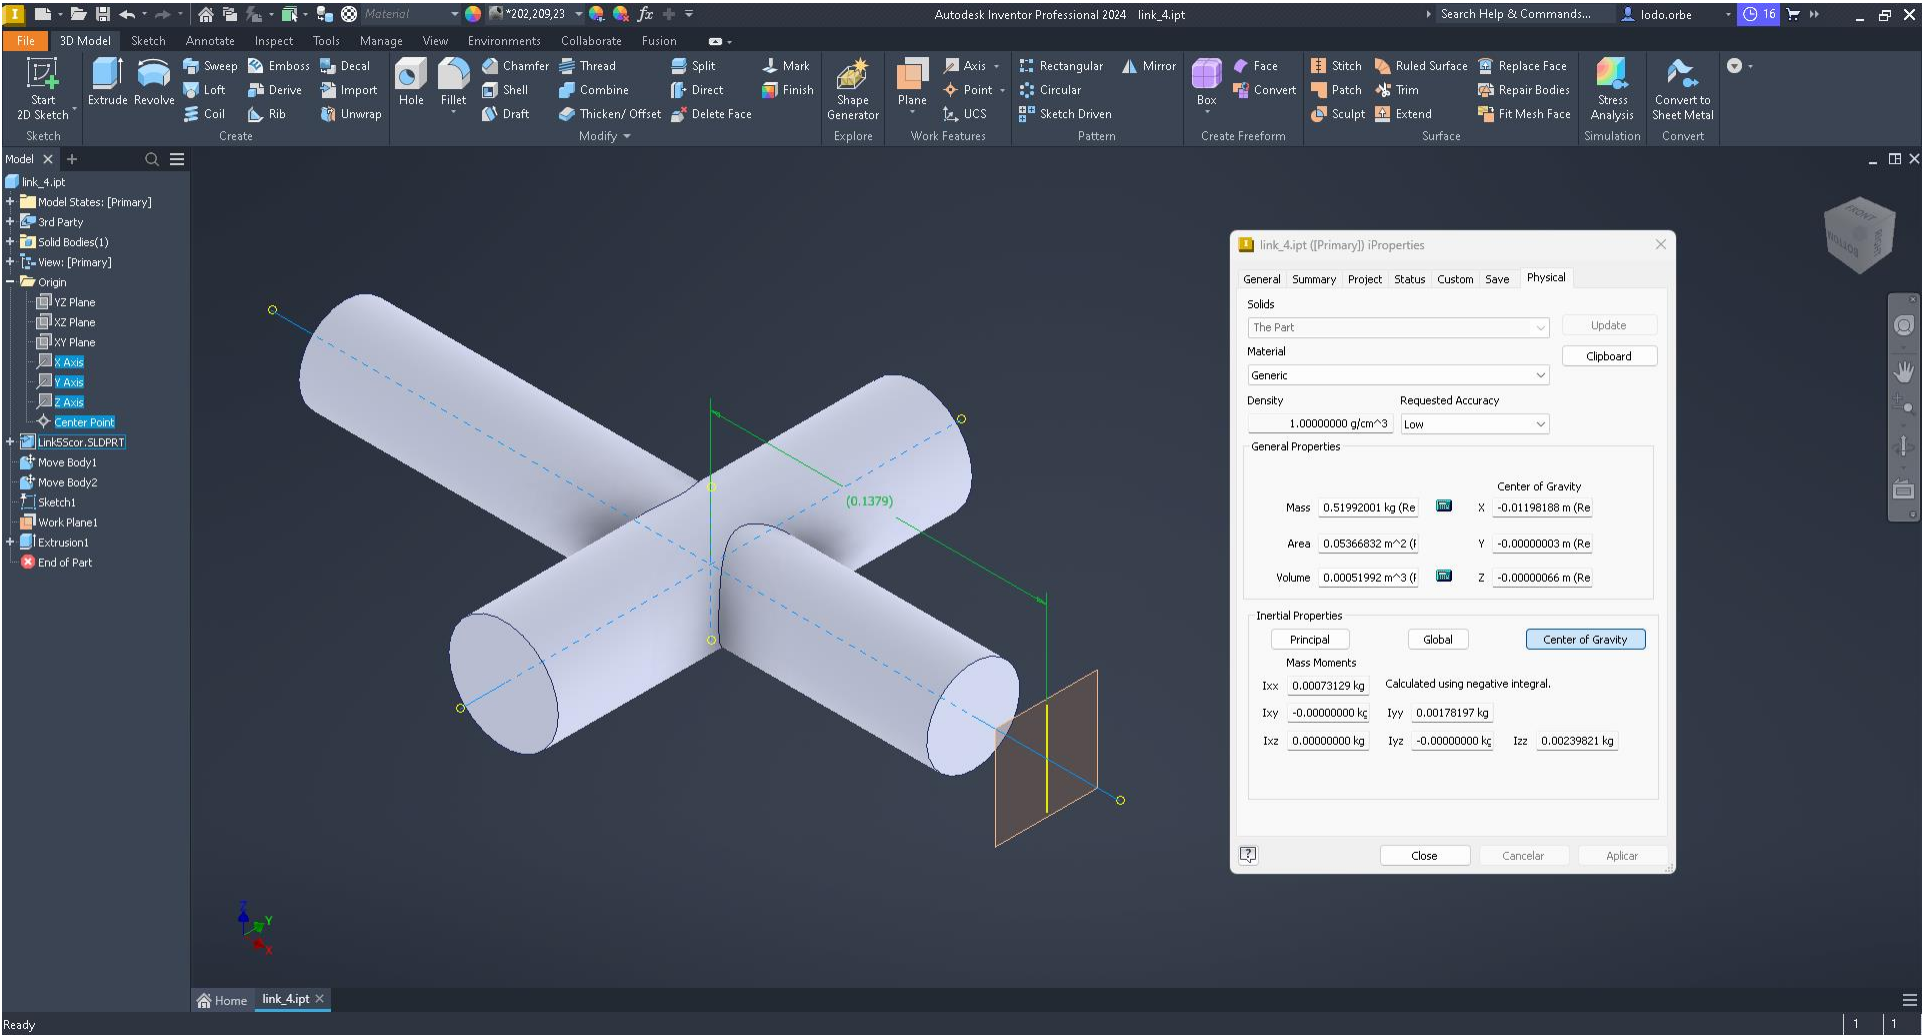 Material
*202,209,23
fx
Autodesk Inventor Professional 2024 link_4.ipt
Search Help & Commands...
lodo.orbe
16
File 3D Model Sketch Annotate Inspect Tools Manage View Environments Collaborate Fusion
Start
2D Sketch
Sketch
Extrude Revolve
Sweep Emboss Decal
Loft Derive Import
Coil Rib Unwrap
Create
Hole Fillet
Chamfer Thread Split Mark
Shell Combine Direct Finish
Draft Thicken/ Offset Delete Face
Modify
Shape
Generator
Explore
Plane
Axis
Point
UCS
Work Features
Rectangular Mirror
Circular
Sketch Driven
Pattern
Box
Face
Convert
Create Freeform
Stitch Ruled Surface Replace Face
Patch Trim Repair Bodies
Sculpt Extend Fit Mesh Face
Surface
Stress
Analysis
Simulation
Convert to
Sheet Metal
Convert
Model
link_4.ipt
Model States: [Primary]
3rd Party
Solid Bodies(1)
View: [Primary]
Origin
YZ Plane
XZ Plane
XY Plane
X Axis
Y Axis
Z Axis
Center Point
Link5Scor.SLDPRT
Move Body1
Move Body2
Sketch1
Work Plane1
Extrusion1
End of Part
(0.1379)
FRONT
BOTTOM
Z
Y
X
link_4.ipt ([Primary]) iProperties
General Summary Project Status Custom Save Physical
Solids
The Part Update
Material Clipboard
Generic
Density Requested Accuracy
1.00000000 g/cm^3 Low
General Properties
Center of Gravity
Mass 0.51992001 kg (Re X -0.01198188 m (Re
Area 0.05366832 m^2 (F Y -0.00000003 m (Re
Volume 0.00051992 m^3 (F Z -0.00000066 m (Re
Inertial Properties
Principal Global Center of Gravity
Mass Moments
Ixx 0.00073129 kg Calculated using negative integral.
Ixy -0.00000000 kg Iyy 0.00178197 kg
Ixz 0.00000000 kg Iyz -0.00000000 kg Izz 0.00239821 kg
Close Cancelar Aplicar
Home link_4.ipt
Ready
1 1